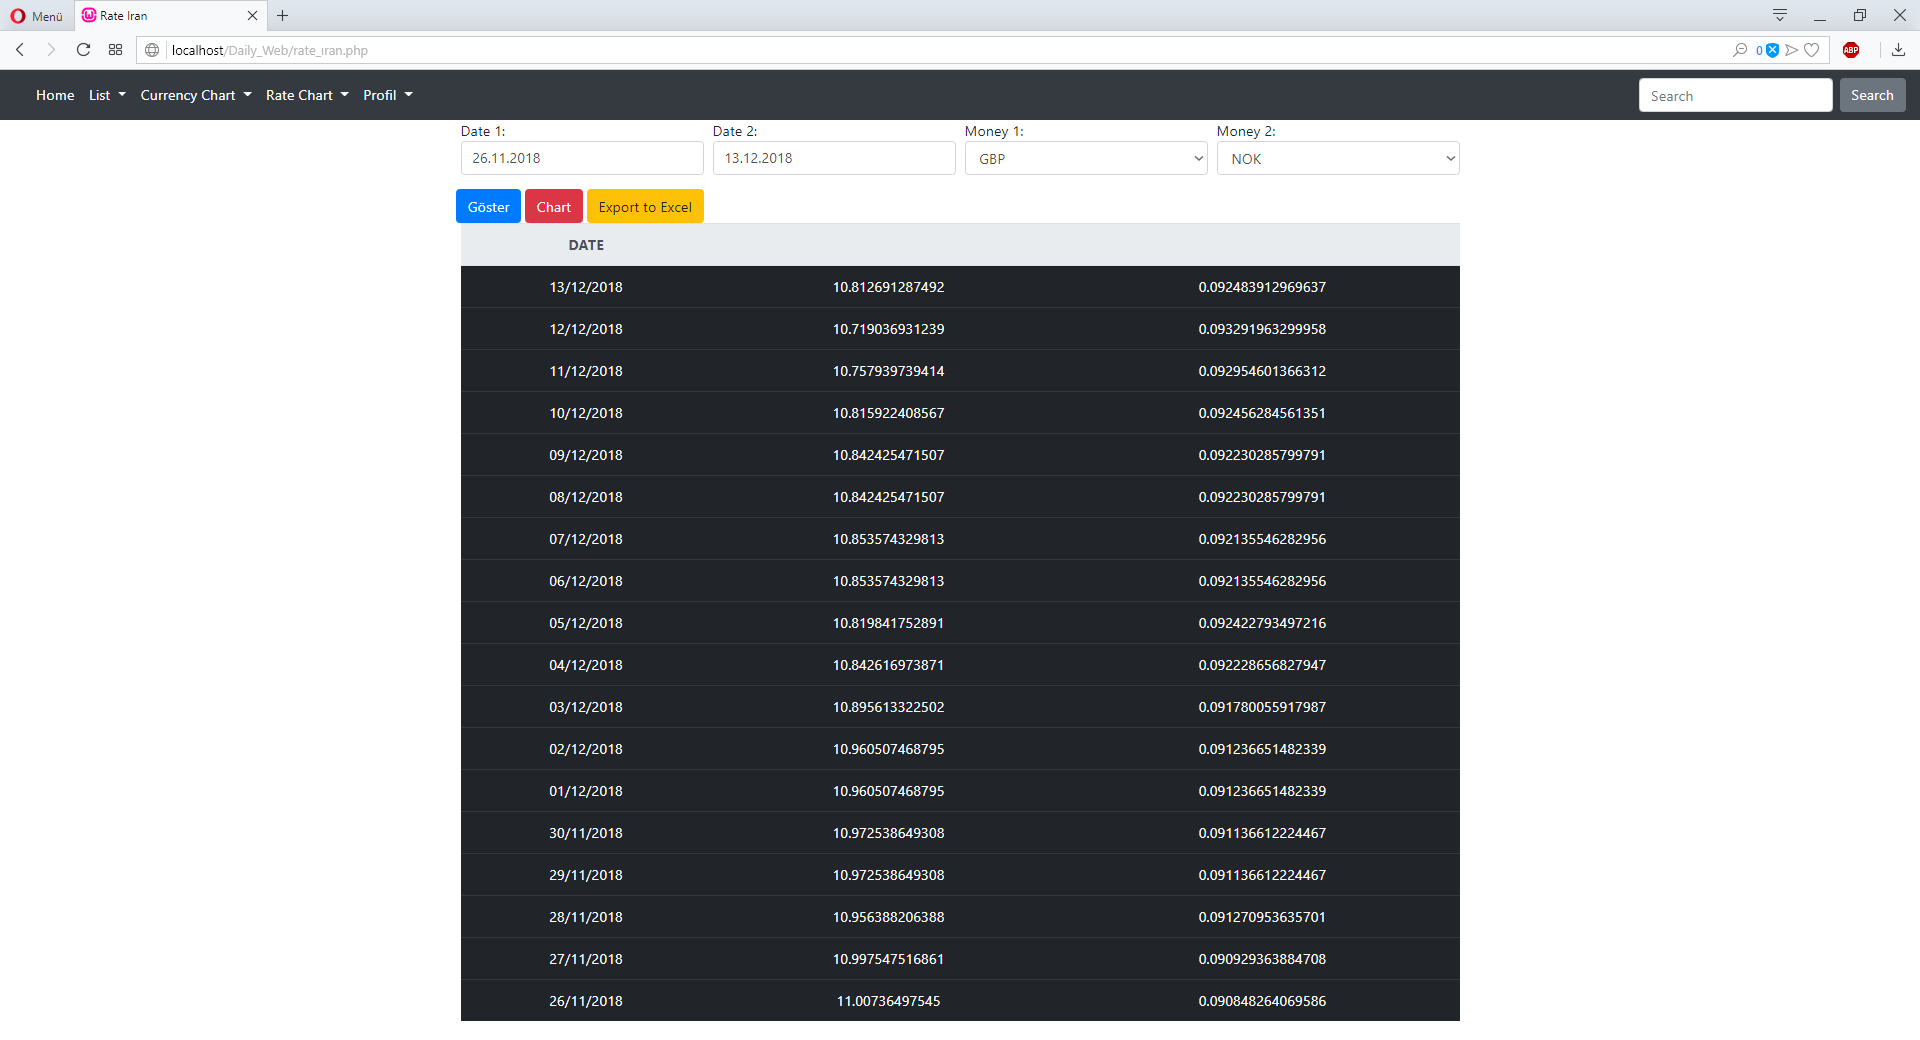 Menü Rate Iran
localhost/Daily_Web/rate_ıran.php 0 ABP
Home List Currency Chart Rate Chart Profil Search Search
Date 1: Date 2: Money 1: Money 2:
26.11.2018 13.12.2018 GBP NOK
Göster Chart Export to Excel
DATE
13/12/2018 10.812691287492 0.092483912969637
12/12/2018 10.719036931239 0.093291963299958
11/12/2018 10.757939739414 0.092954601366312
10/12/2018 10.815922408567 0.092456284561351
09/12/2018 10.842425471507 0.092230285799791
08/12/2018 10.842425471507 0.092230285799791
07/12/2018 10.853574329813 0.092135546282956
06/12/2018 10.853574329813 0.092135546282956
05/12/2018 10.819841752891 0.092422793497216
04/12/2018 10.842616973871 0.092228656827947
03/12/2018 10.895613322502 0.091780055917987
02/12/2018 10.960507468795 0.091236651482339
01/12/2018 10.960507468795 0.091236651482339
30/11/2018 10.972538649308 0.091136612224467
29/11/2018 10.972538649308 0.091136612224467
28/11/2018 10.956388206388 0.091270953635701
27/11/2018 10.997547516861 0.090929363884708
26/11/2018 11.00736497545 0.090848264069586